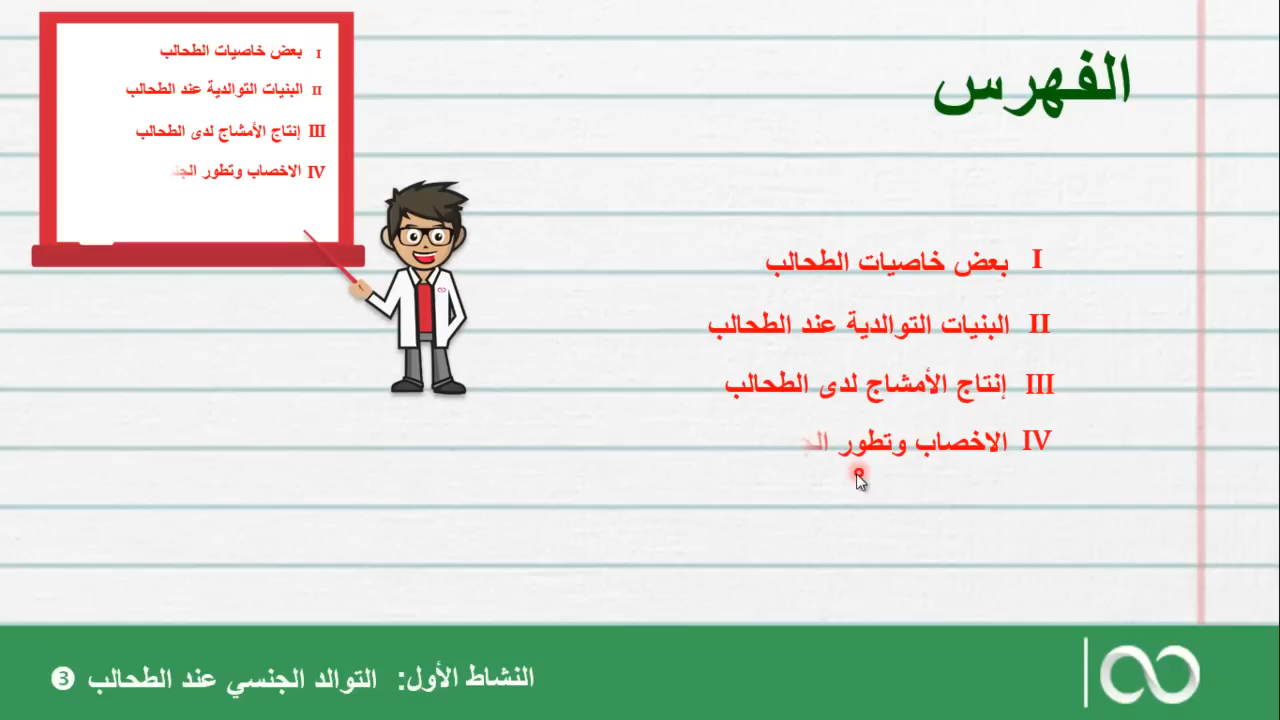 الفهرس
I بعض خاصيات الطحالب
II البنيات التوالدية عند الطحالب
III إنتاج الأمشاج لدى الطحالب
IV الاخصاب وتطور
I بعض خاصيات الطحالب
II البنيات التوالدية عند الطحالب
III إنتاج الأمشاج لدى الطحالب
IV الاخصاب وتطور
النشاط الأول: التوالد الجنسي عند الطحالب ❸